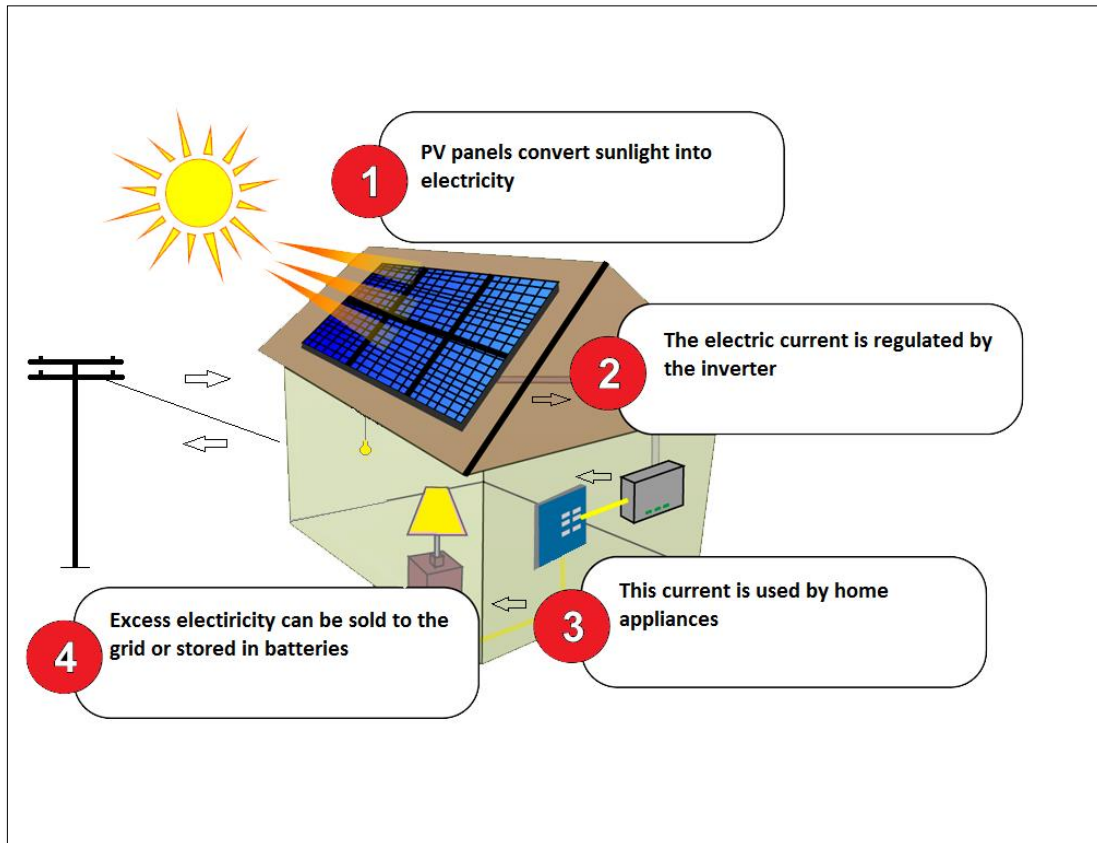 1
PV panels convert sunlight into
electricity
2
The electric current is regulated by
the inverter
3
This current is used by home
appliances
4
Excess electiricity can be sold to the
grid or stored in batteries